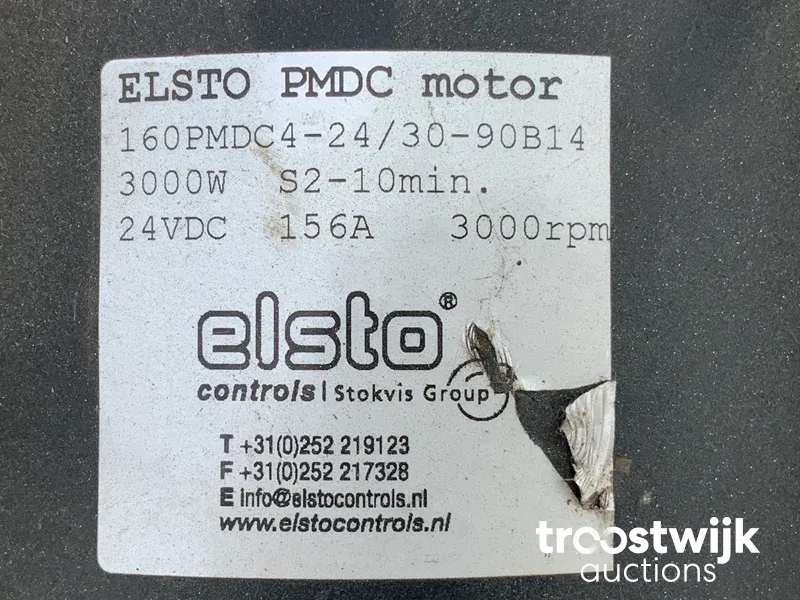 ELSTO PMDC motor
160PMDC4-24/30-90B14
3000W S2-10min.
24VDC 156A 3000rpm
elsto®
controls | Stokvis Group
T +31(0)252 219123
F +31(0)252 217328
E info@elstocontrols.nl
www.elstocontrols.nl
troostwijk
auctions